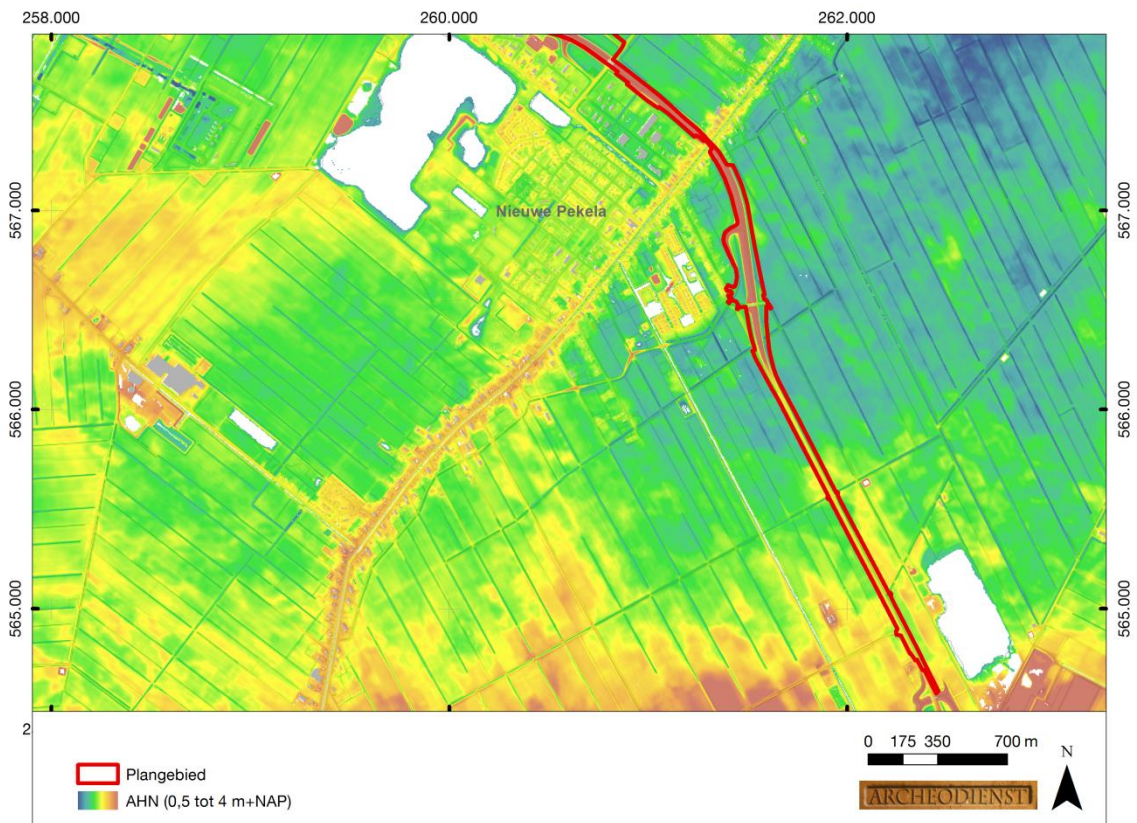 258.000 260.000 262.000
567.000 567.000
Nieuwe Pekela
566.000 566.000
565.000 565.000
2
0 175 350 700 m
N
Plangebied
AHN (0,5 tot 4 m+NAP)
ARCHEODIENST